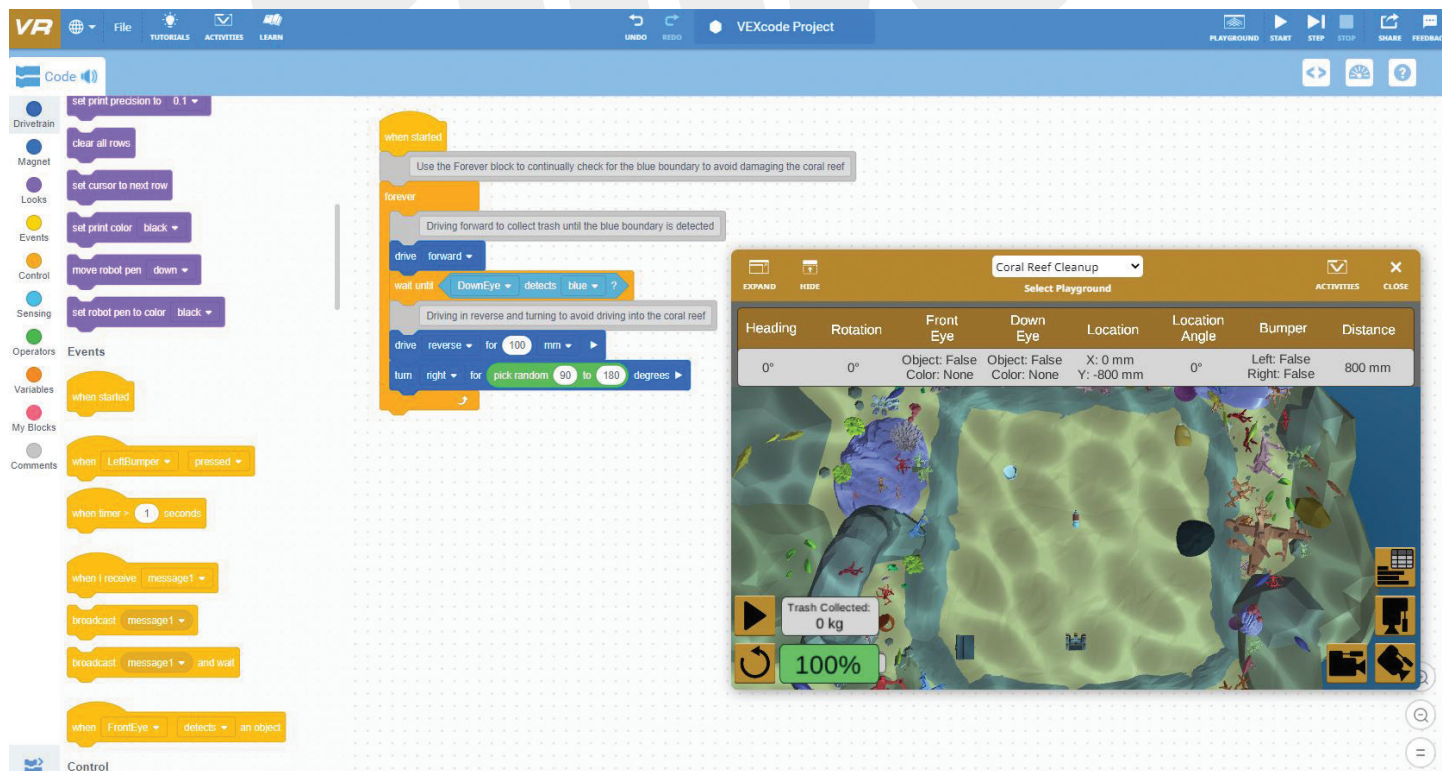 VR
File
TUTORIALS
ACTIVITIES
LEARN
UNDO
REDO
VEXcode Project
PLAYGROUND
START
STEP
STOP
SHARE
Code
Drivetrain
Magnet
Looks
Events
Control
Sensing
Operators
Variables
My Blocks
Comments
set print precision to 0.1
clear all rows
set cursor to next row
set print color black
move robot pen down
set robot pen to color black
Events
when started
when LeftBumper pressed
when timer > 1 seconds
when I receive message1
broadcast message1
broadcast message1 and wait
when FrontEye detects an object
Control
when started
Use the Forever block to continually check for the blue boundary to avoid damaging the coral reef
forever
Driving forward to collect trash until the blue boundary is detected
drive forward
wait until DownEye detects blue ?
Driving in reverse and turning to avoid driving into the coral reef
drive reverse for 100 mm
turn right for pick random 90 to 180 degrees
EXPAND
HIDE
Coral Reef Cleanup
Select Playground
ACTIVITIES
CLOSE
Heading Rotation Front Eye Down Eye Location Location Angle Bumper Distance
0° 0° Object: False Object: False X: 0 mm 0° Left: False 800 mm
Color: None Color: None Y: -800 mm Right: False
Trash Collected:
0 kg
100%